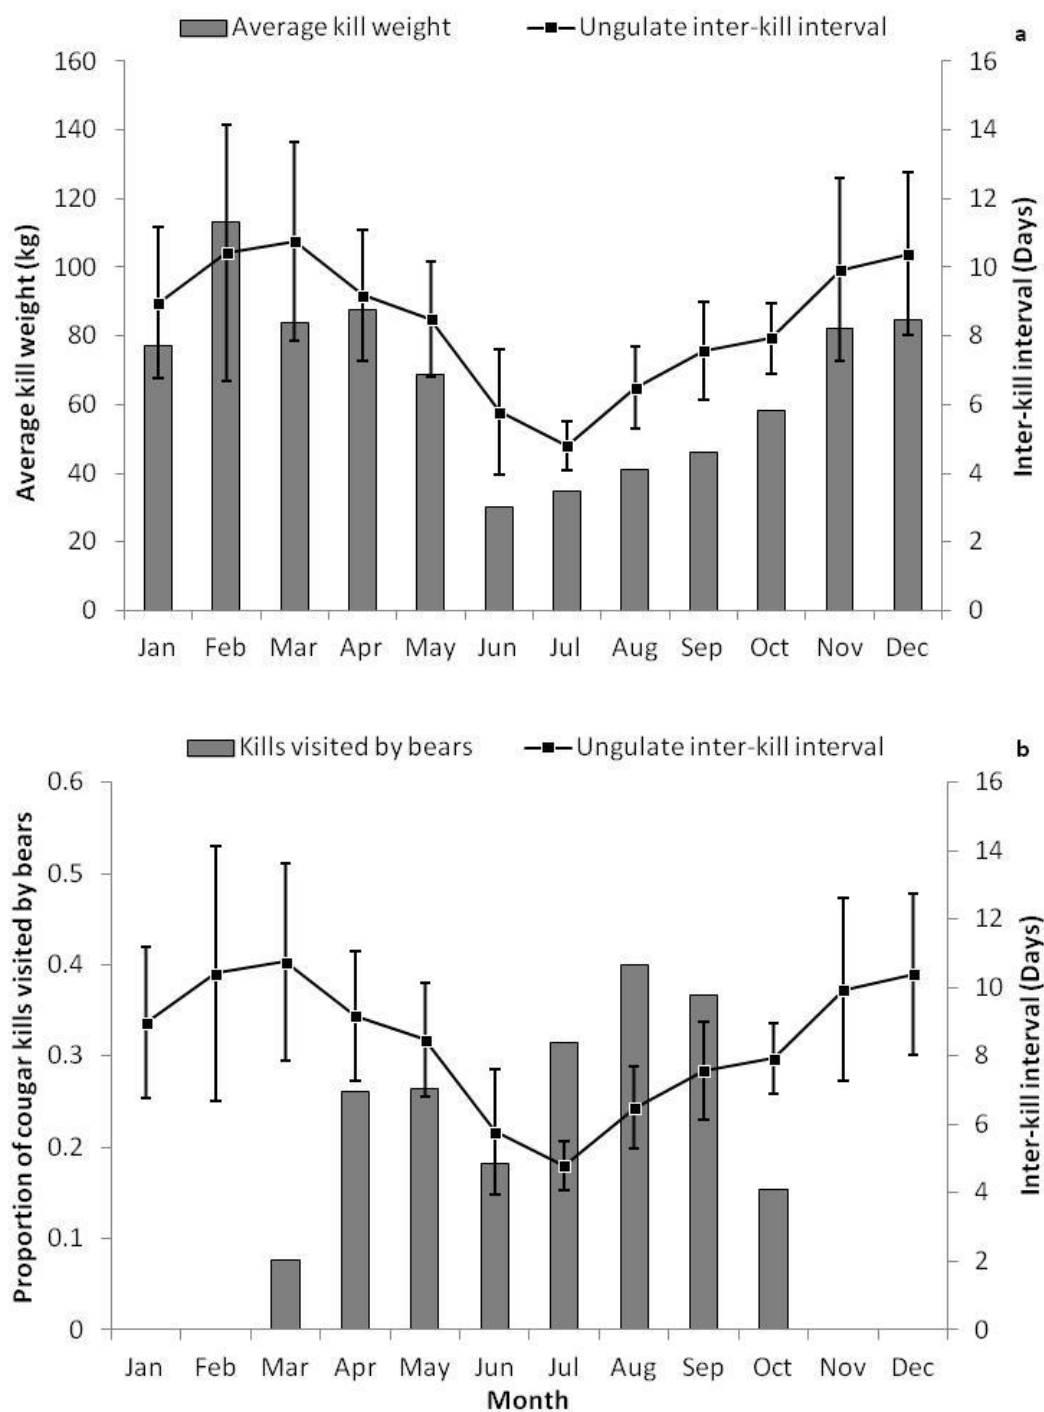 Average kill weight Ungulate inter-kill interval a
160 16
140 14
120 12
100 10
80 8
60 6
40 4
20 2
0 0
Average kill weight (kg)
Inter-kill interval (Days)
Jan Feb Mar Apr May Jun Jul Aug Sep Oct Nov Dec
Kills visited by bears Ungulate inter-kill interval b
0.6 16
14
0.5
12
0.4
10
0.3 8
6
0.2
4
0.1
2
0 0
Proportion of cougar kills visited by bears
Inter-kill interval (Days)
Jan Feb Mar Apr May Jun Jul Aug Sep Oct Nov Dec
Month